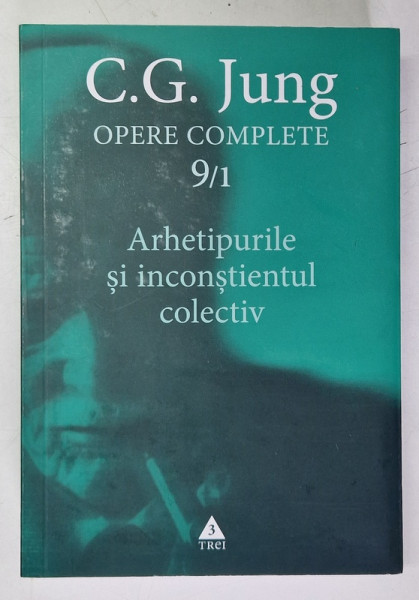 C.G. Jung
OPERE COMPLETE
9/1
Arhetipurile
și inconștientul
colectiv
3
TREI